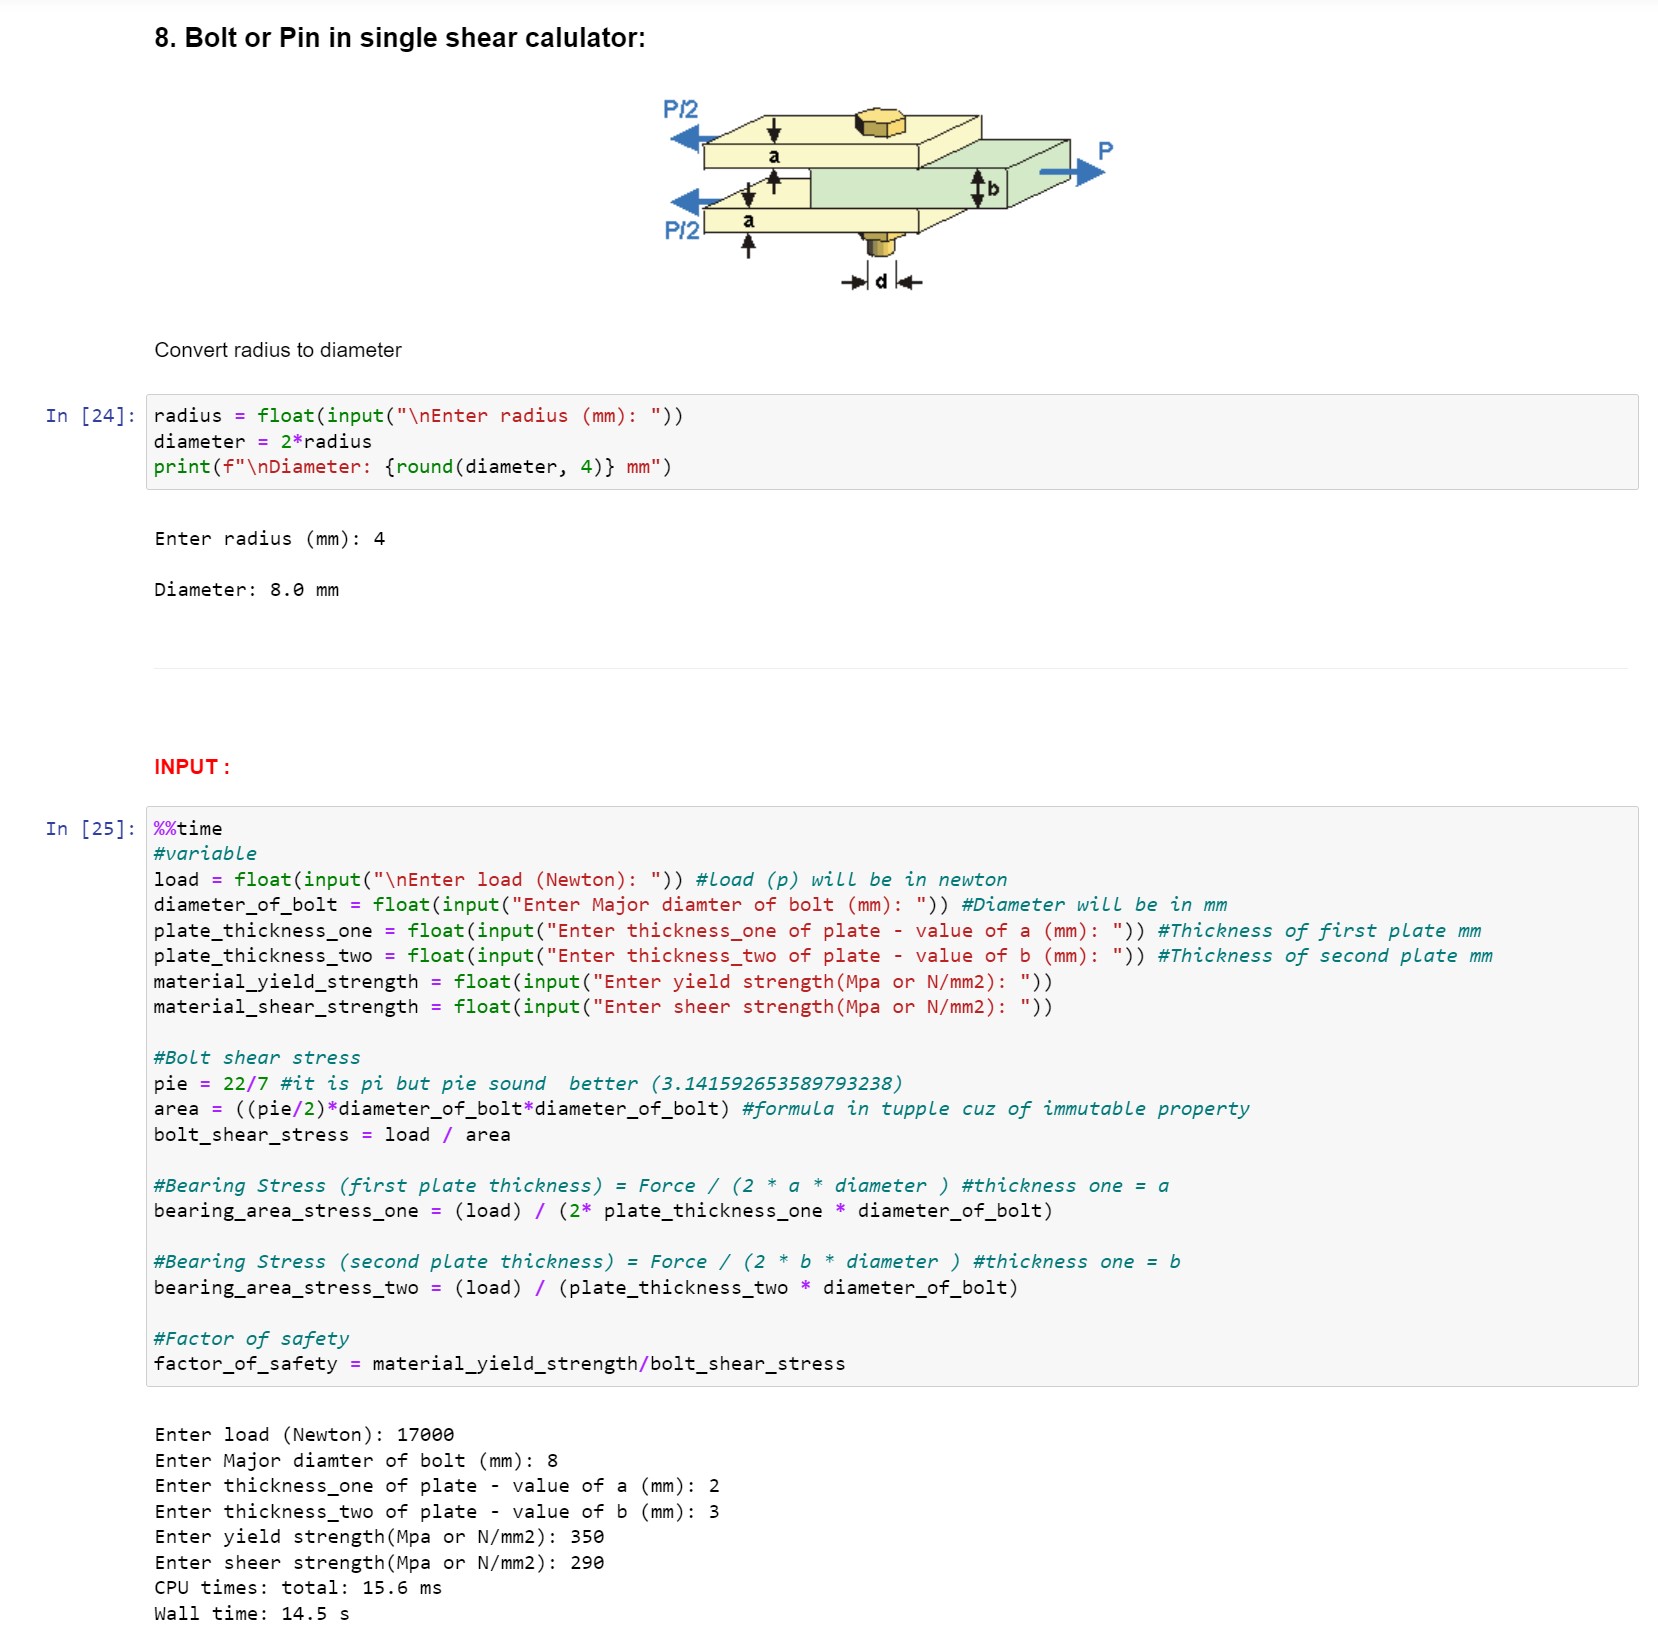 8. Bolt or Pin in single shear calulator:
P/2
a
P
b
P/2
a
d
Convert radius to diameter
In [24]:
radius = float(input("\nEnter radius (mm): "))
diameter = 2*radius
print(f"\nDiameter: {round(diameter, 4)} mm")
Enter radius (mm): 4
Diameter: 8.0 mm
INPUT :
In [25]:
%%time
#variable
load = float(input("\nEnter load (Newton): ")) #load (p) will be in newton
diameter_of_bolt = float(input("Enter Major diamter of bolt (mm): ")) #Diameter will be in mm
plate_thickness_one = float(input("Enter thickness_one of plate - value of a (mm): ")) #Thickness of first plate mm
plate_thickness_two = float(input("Enter thickness_two of plate - value of b (mm): ")) #Thickness of second plate mm
material_yield_strength = float(input("Enter yield strength(Mpa or N/mm2): "))
material_shear_strength = float(input("Enter sheer strength(Mpa or N/mm2): "))
#Bolt shear stress
pie = 22/7 #it is pi but pie sound  better (3.141592653589793238)
area = ((pie/2)*diameter_of_bolt*diameter_of_bolt) #formula in tupple cuz of immutable property
bolt_shear_stress = load / area
#Bearing Stress (first plate thickness) = Force / (2 * a * diameter ) #thickness one = a
bearing_area_stress_one = (load) / (2* plate_thickness_one * diameter_of_bolt)
#Bearing Stress (second plate thickness) = Force / (2 * b * diameter ) #thickness one = b
bearing_area_stress_two = (load) / (plate_thickness_two * diameter_of_bolt)
#Factor of safety
factor_of_safety = material_yield_strength/bolt_shear_stress
Enter load (Newton): 17000
Enter Major diamter of bolt (mm): 8
Enter thickness_one of plate - value of a (mm): 2
Enter thickness_two of plate - value of b (mm): 3
Enter yield strength(Mpa or N/mm2): 350
Enter sheer strength(Mpa or N/mm2): 290
CPU times: total: 15.6 ms
Wall time: 14.5 s